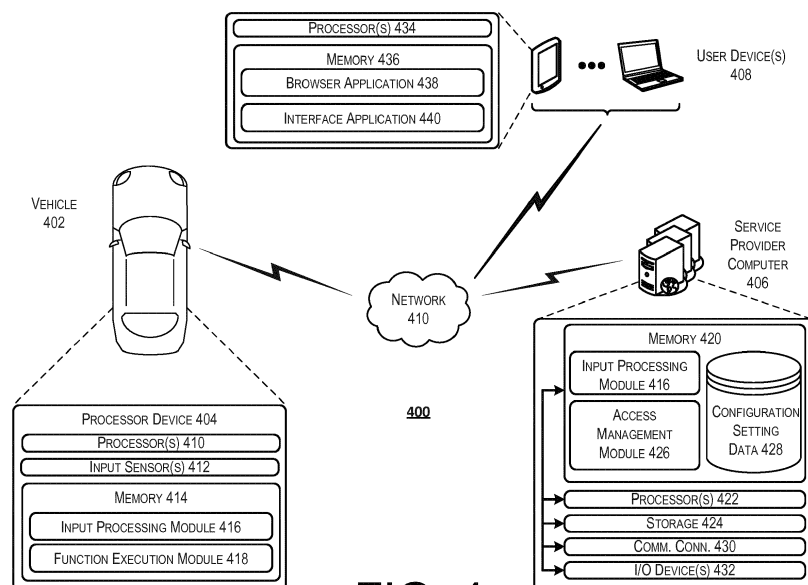 PROCESSOR(S) 434
MEMORY 436
BROWSER APPLICATION 438
INTERFACE APPLICATION 440
USER DEVICE(S)
408
VEHICLE
402
SERVICE
PROVIDER
COMPUTER
406
NETWORK
410
400
PROCESSOR DEVICE 404
PROCESSOR(S) 410
INPUT SENSOR(S) 412
MEMORY 414
INPUT PROCESSING MODULE 416
FUNCTION EXECUTION MODULE 418
MEMORY 420
INPUT PROCESSING
MODULE 416
ACCESS
MANAGEMENT
MODULE 426
CONFIGURATION
SETTING
DATA 428
PROCESSOR(S) 422
STORAGE 424
COMM. CONN. 430
I/O DEVICE(S) 432